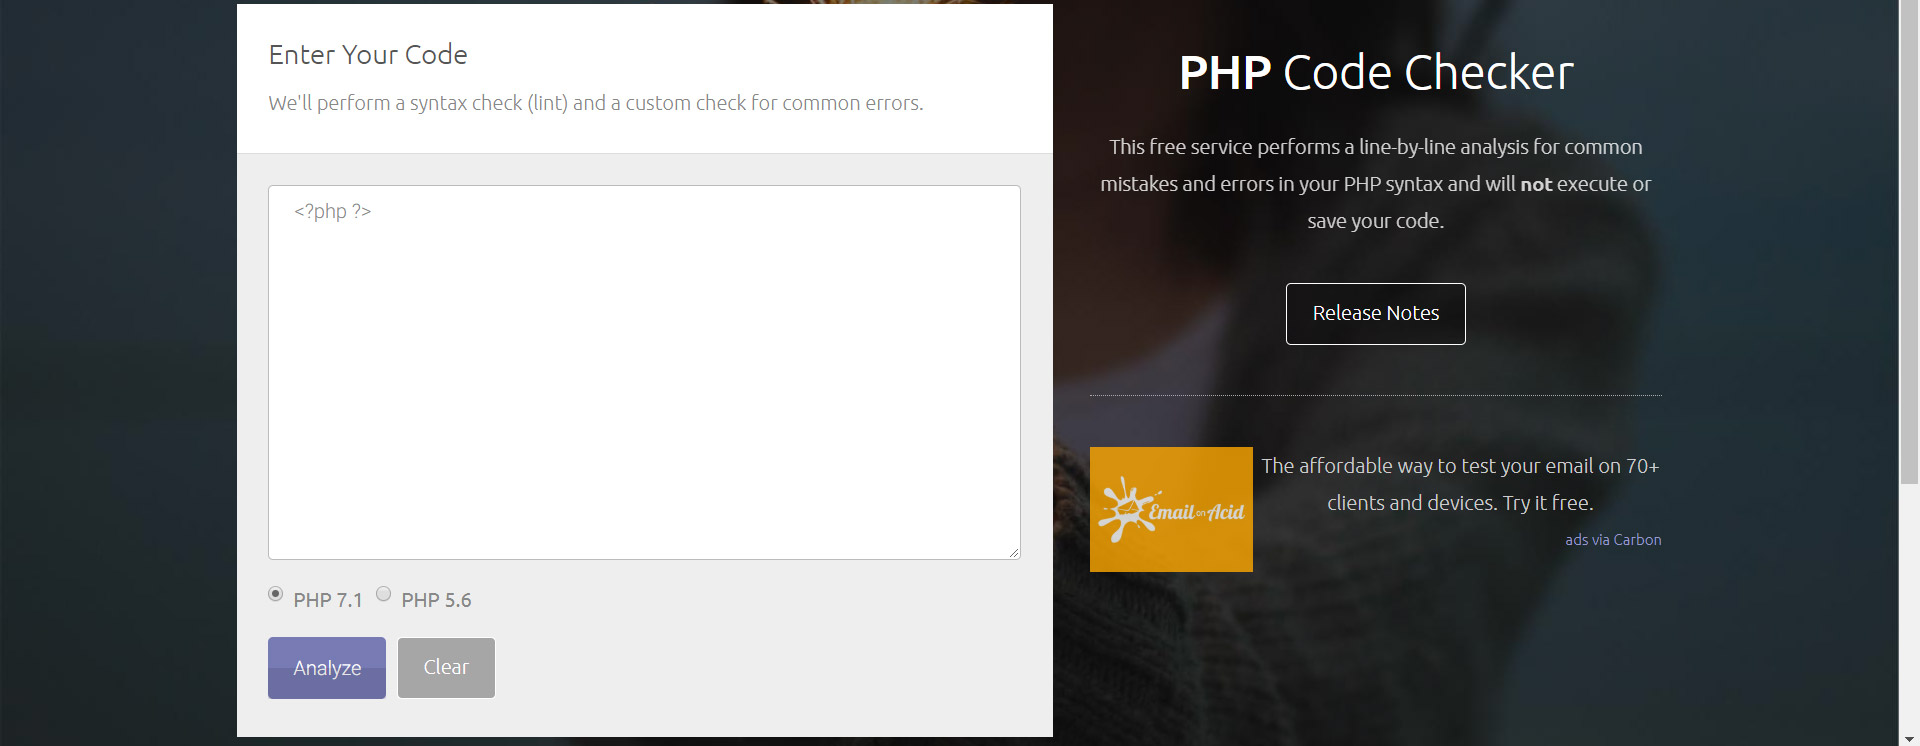 Enter Your Code
We'll perform a syntax check (lint) and a custom check for common errors.
<?php ?>
PHP 7.1 PHP 5.6
Analyze Clear
PHP Code Checker
This free service performs a line-by-line analysis for common
mistakes and errors in your PHP syntax and will not execute or
save your code.
Release Notes
Email on Acid
The affordable way to test your email on 70+
clients and devices. Try it free.
ads via Carbon